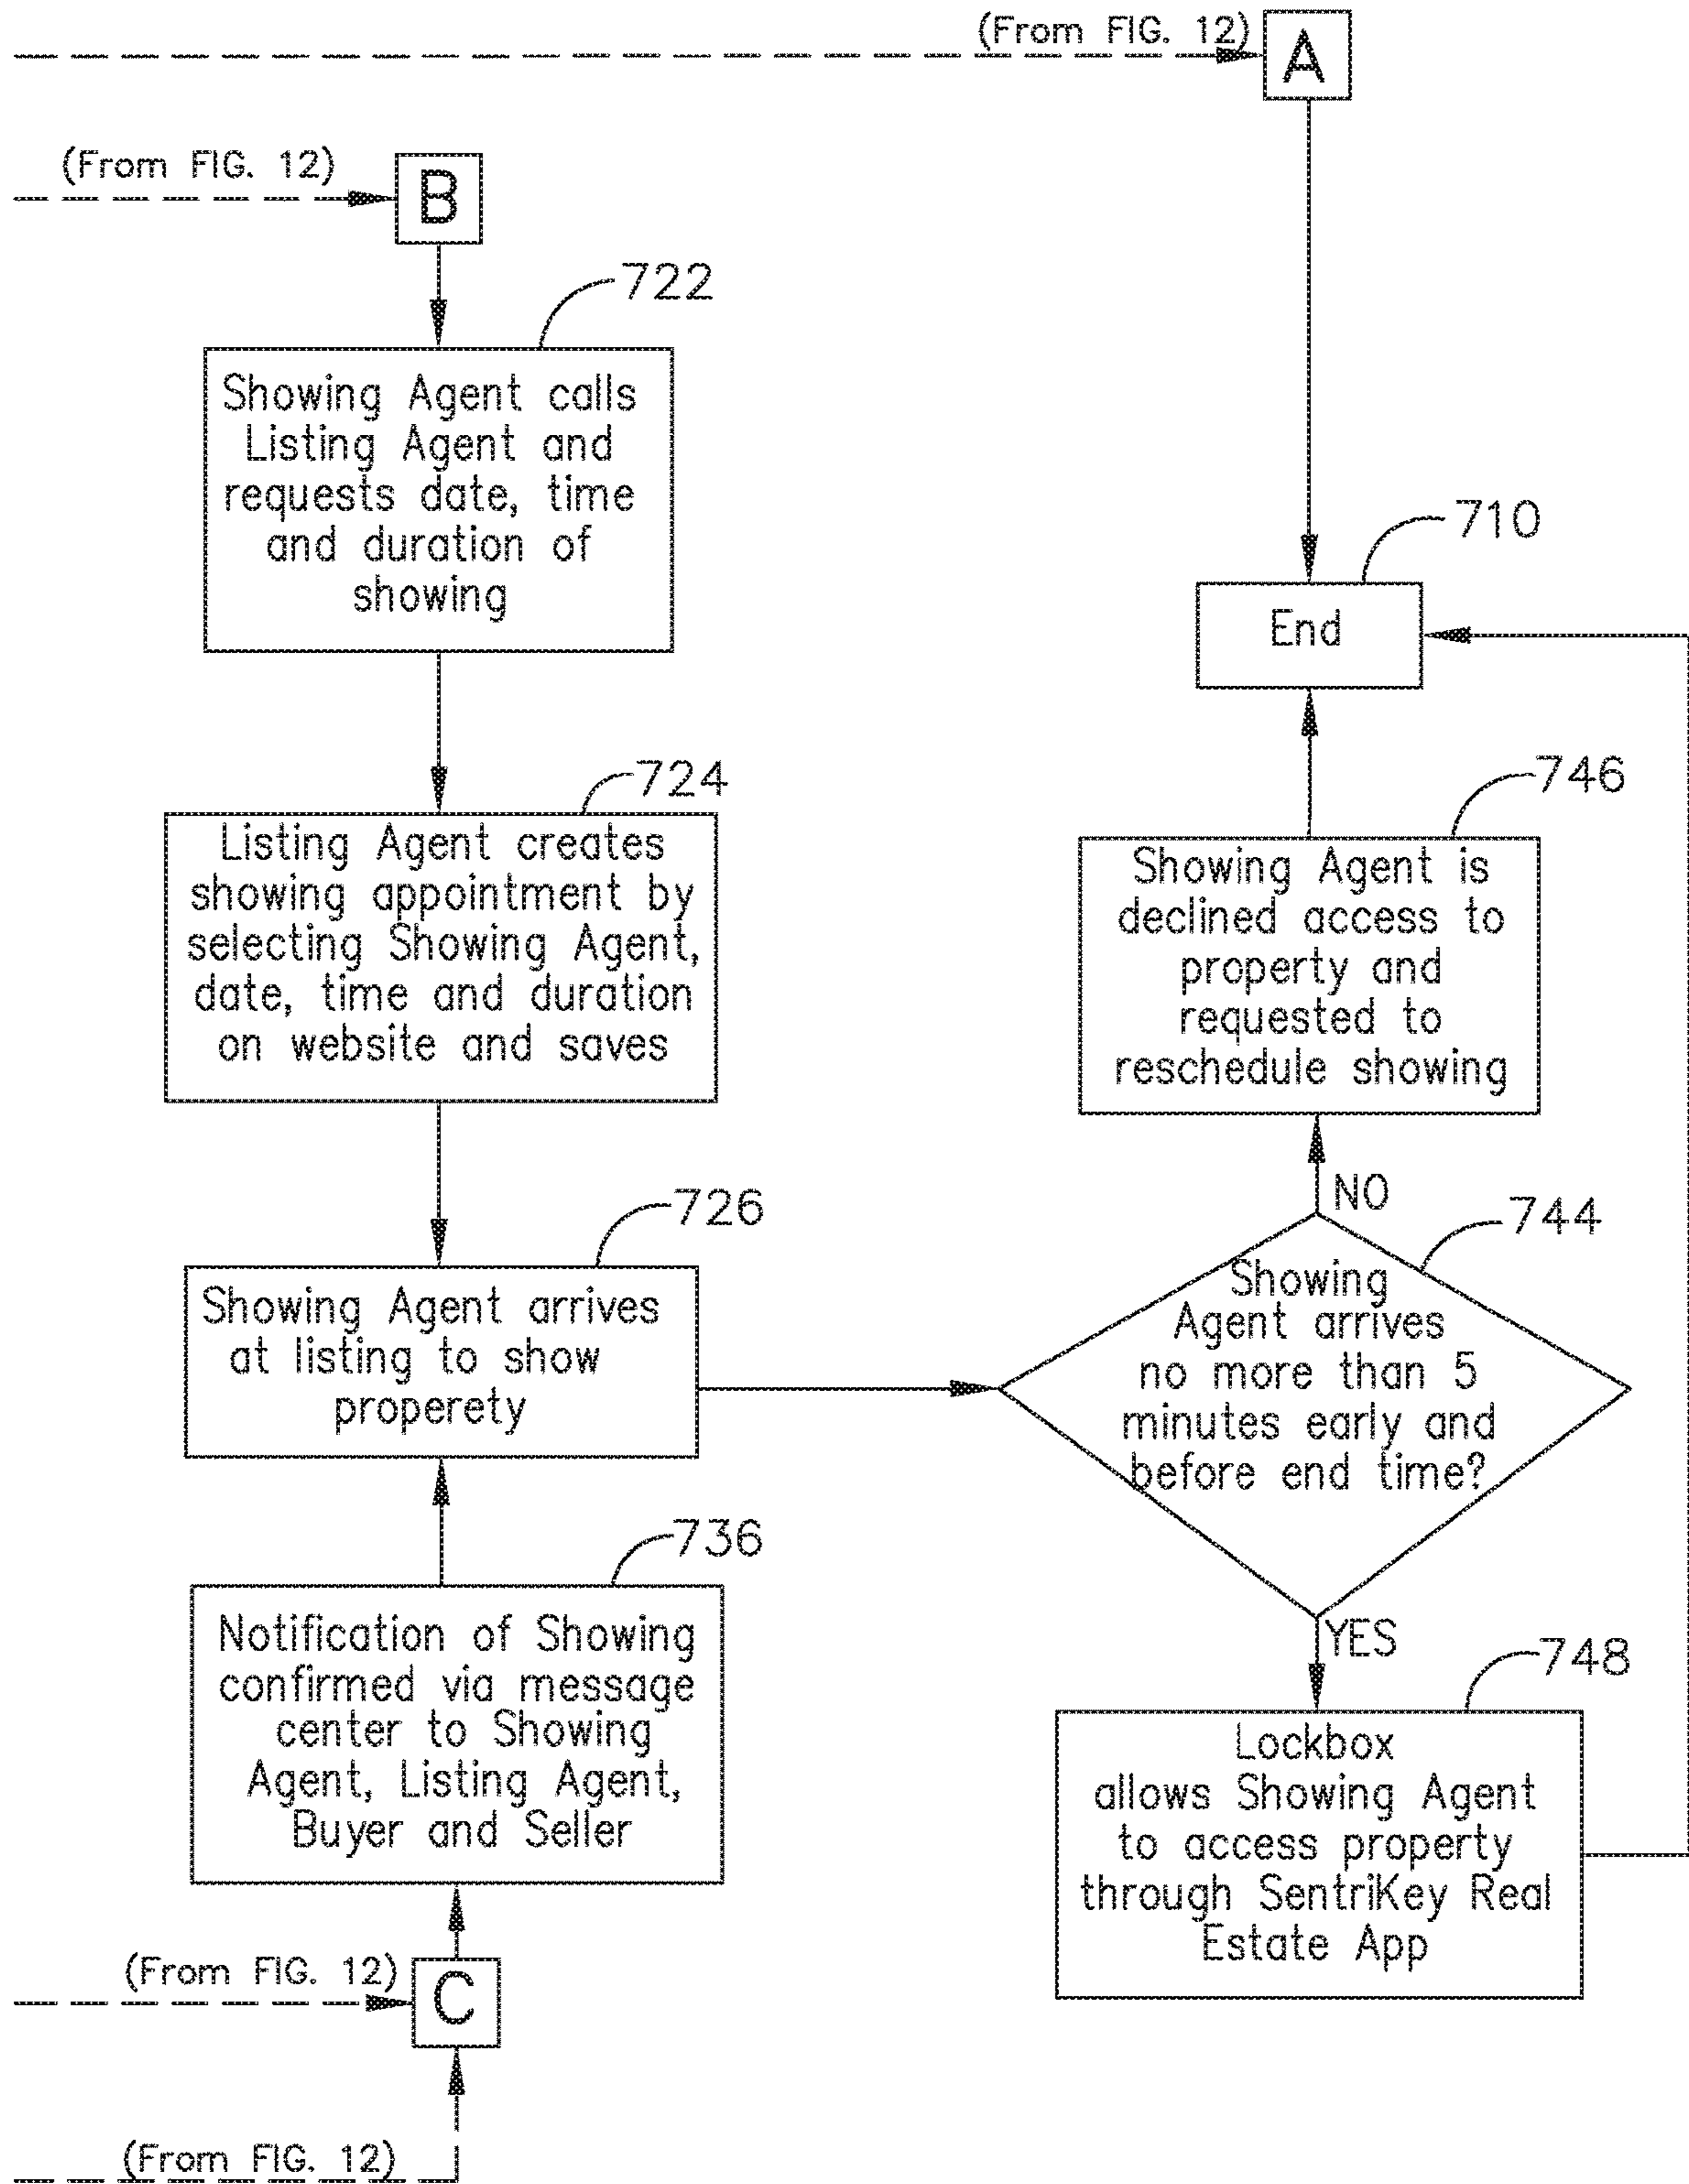 (From FIG. 12)
A
(From FIG. 12)
B
722
Showing Agent calls
Listing Agent and
requests date, time
and duration of
showing
724
Listing Agent creates
showing appointment by
selecting Showing Agent,
date, time and duration
on website and saves
726
Showing Agent arrives
at listing to show
properety
736
Notification of Showing
confirmed via message
center to Showing
Agent, Listing Agent,
Buyer and Seller
(From FIG. 12)
C
(From FIG. 12)
710
End
746
Showing Agent is
declined access to
property and
requested to
reschedule showing
NO
744
Showing
Agent arrives
no more than 5
minutes early and
before end time?
YES
748
Lockbox
allows Showing Agent
to access property
through SentriKey Real
Estate App